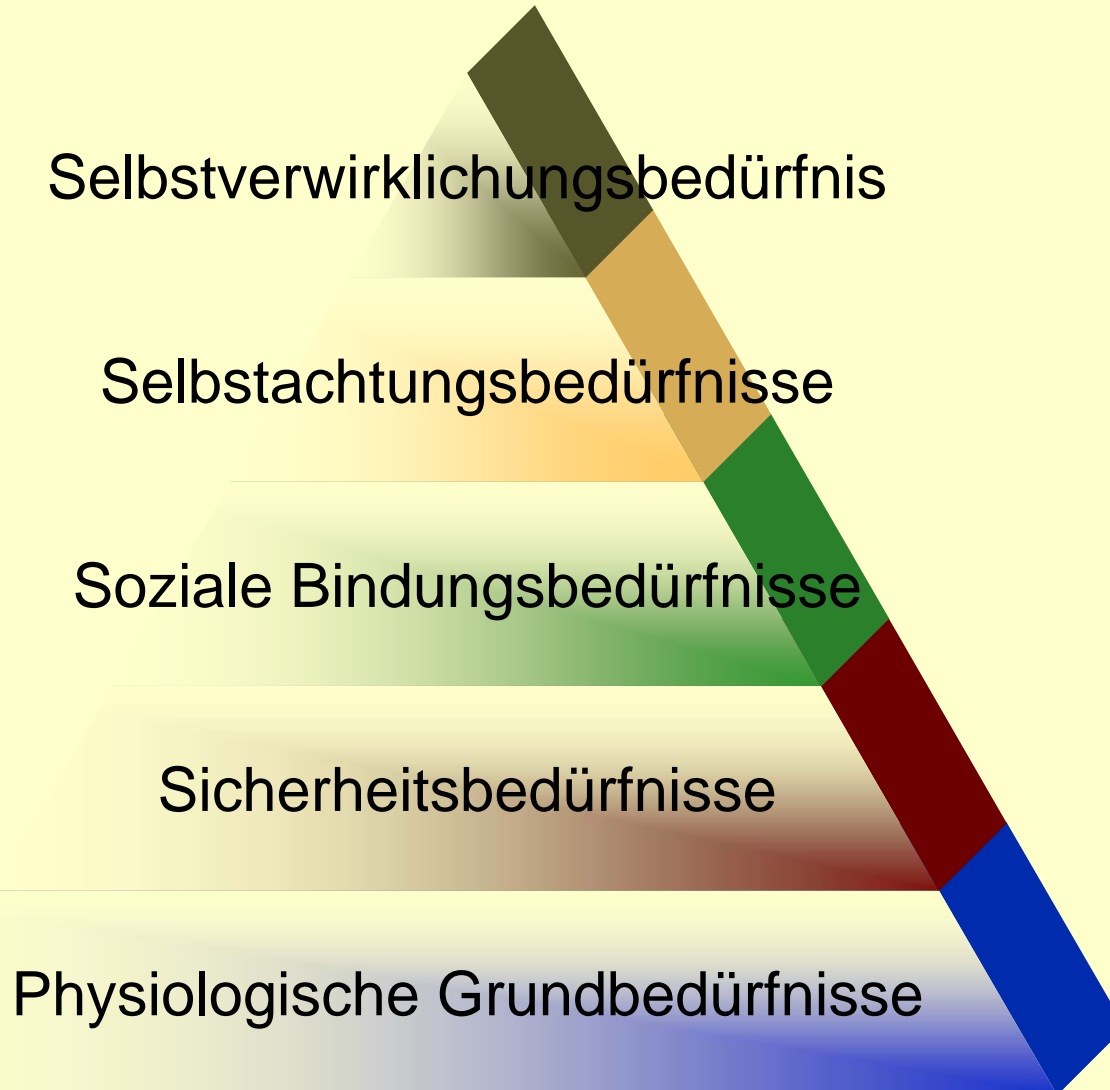 Selbstverwirklichungsbedürfnis
Selbstachtungsbedürfnisse
Soziale Bindungsbedürfnisse
Sicherheitsbedürfnisse
Physiologische Grundbedürfnisse